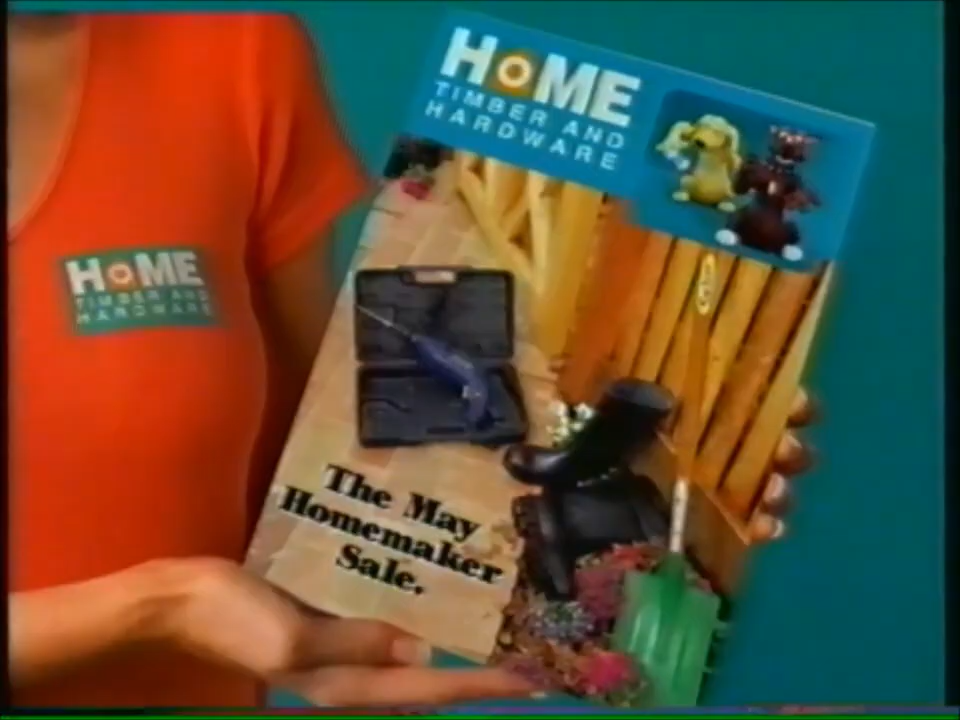 HOME
TIMBER AND
HARDWARE
HOME
TIMBER AND
HARDWARE
The May
Homemaker
Sale.